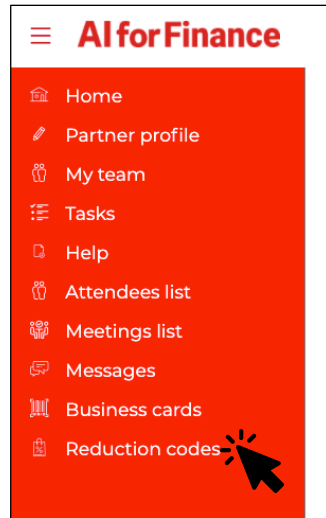 AI for Finance
Home
Partner profile
My team
Tasks
Help
Attendees list
Meetings list
Messages
Business cards
Reduction codes